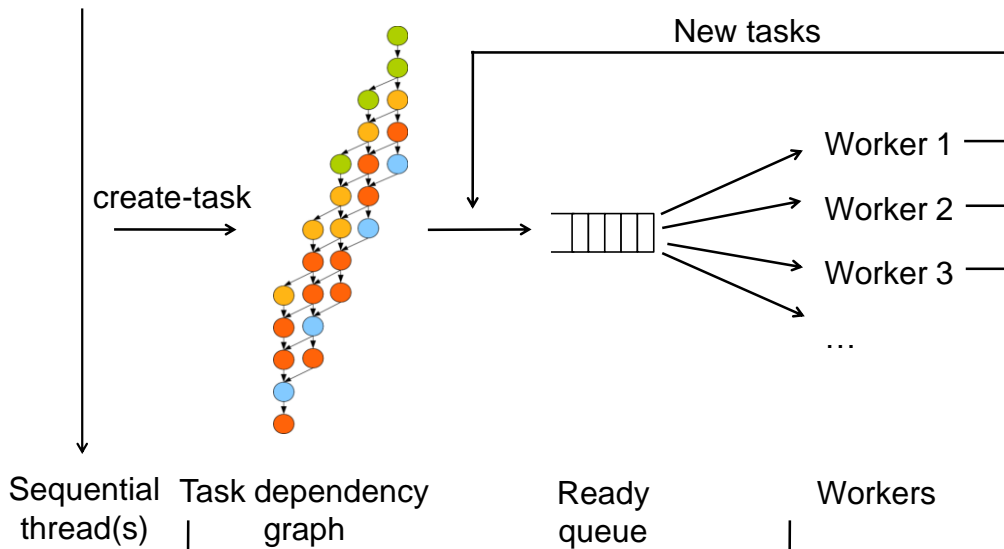 New tasks
Worker 1
create-task
Worker 2
Worker 3
…
Sequential thread(s)
Task dependency graph
Ready queue
Workers